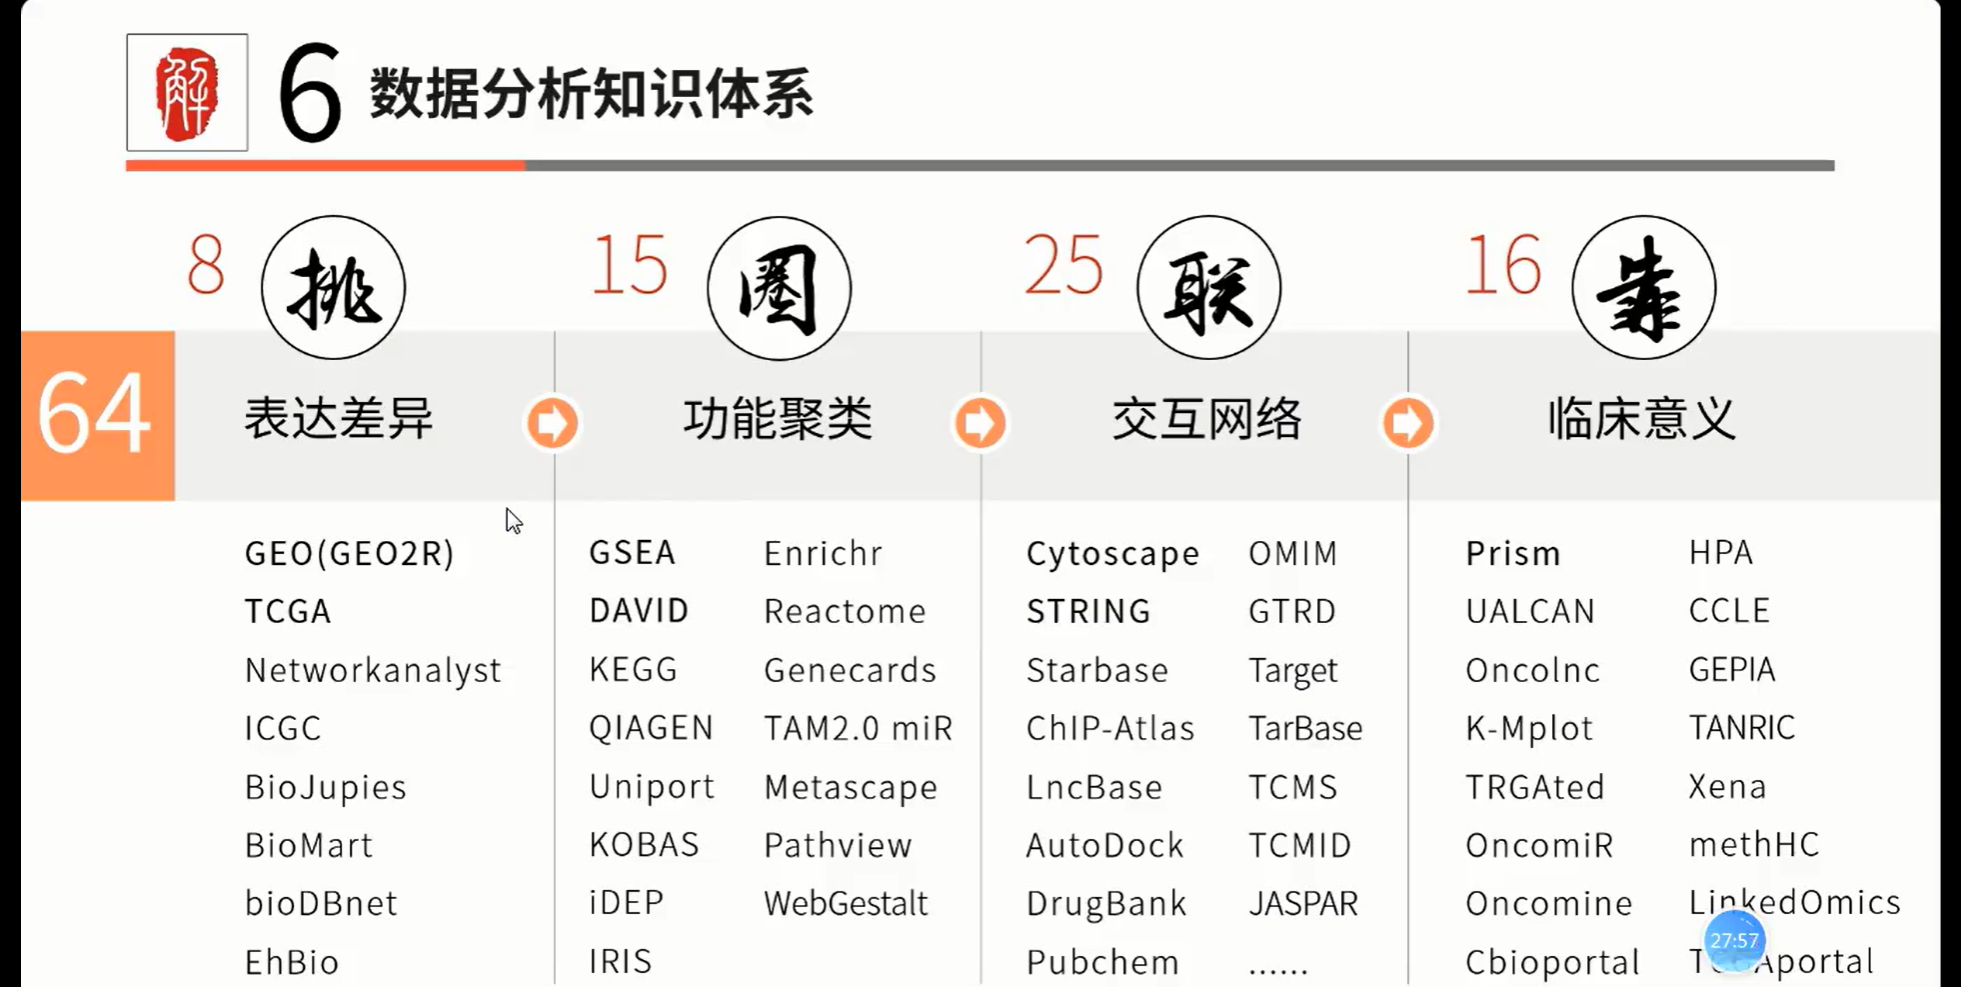 解
6 数据分析知识体系
8 挑
15 圈
25 联
16 靠
64
表达差异
功能聚类
交互网络
临床意义
GEO(GEO2R)
TCGA
Networkanalyst
ICGC
BioJupies
BioMart
bioDBnet
EhBio
GSEA
DAVID
KEGG
QIAGEN
Uniport
KOBAS
iDEP
IRIS
Enrichr
Reactome
Genecards
TAM2.0 miR
Metascape
Pathview
WebGestalt
Cytoscape
STRING
Starbase
ChIP-Atlas
LncBase
AutoDock
DrugBank
Pubchem
OMIM
GTRD
Target
TarBase
TCMS
TCMID
JASPAR
......
Prism
UALCAN
Oncolnc
K-Mplot
TRGAted
OncomiR
Oncomine
Cbioportal
HPA
CCLE
GEPIA
TANRIC
Xena
methHC
LinkedOmics
27:57